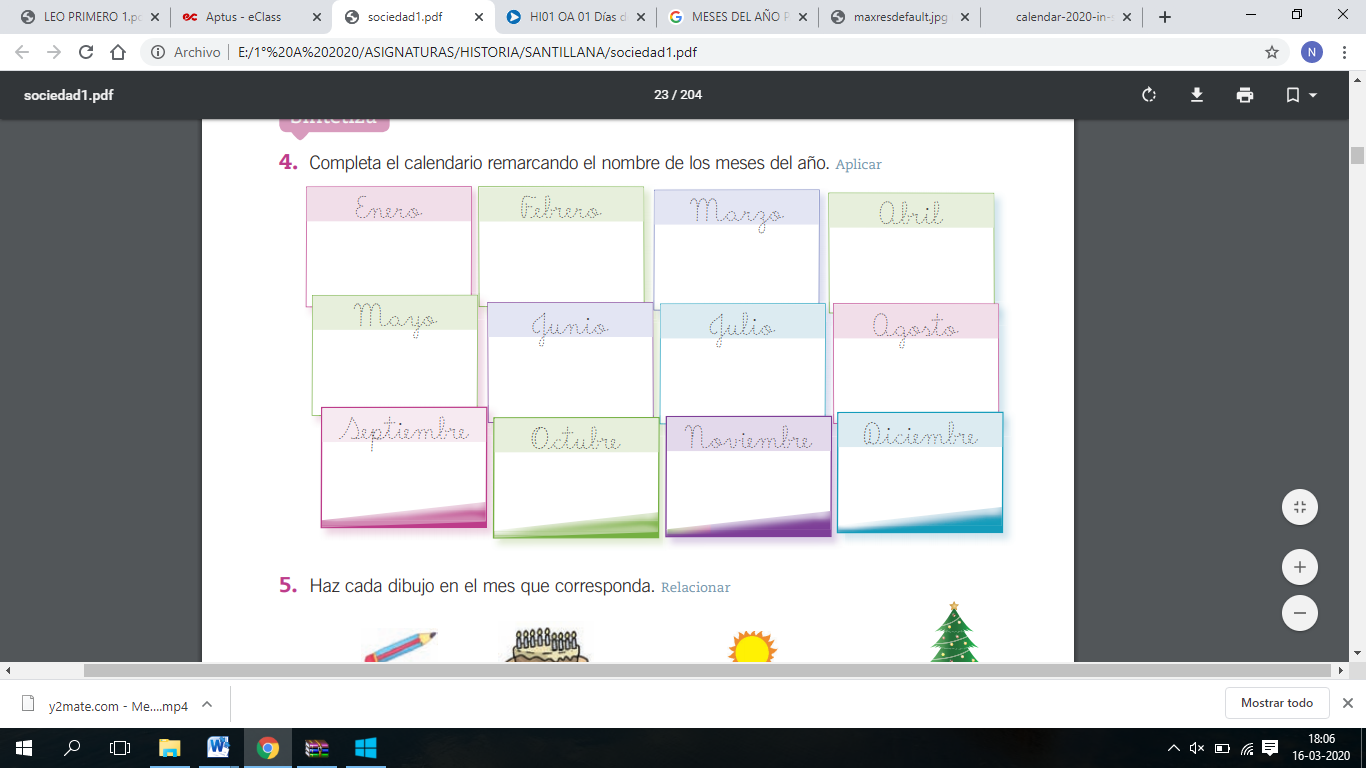 LEO PRIMERO 1.pd
Aptus - eClass
sociedad1.pdf
HI01 OA 01 Días d
MESES DEL AÑO P
maxresdefault.jpg
calendar-2020-in-s
Archivo E:/1°%20A%202020/ASIGNATURAS/HISTORIA/SANTILLANA/sociedad1.pdf
N
sociedad1.pdf
23 / 204
Sintetiza
4. Completa el calendario remarcando el nombre de los meses del año. Aplicar
Enero
Febrero
Marzo
Abril
Mayo
Junio
Julio
Agosto
Septiembre
Octubre
Noviembre
Diciembre
5. Haz cada dibujo en el mes que corresponda. Relacionar
y2mate.com - Me....mp4
Mostrar todo
18:06
16-03-2020